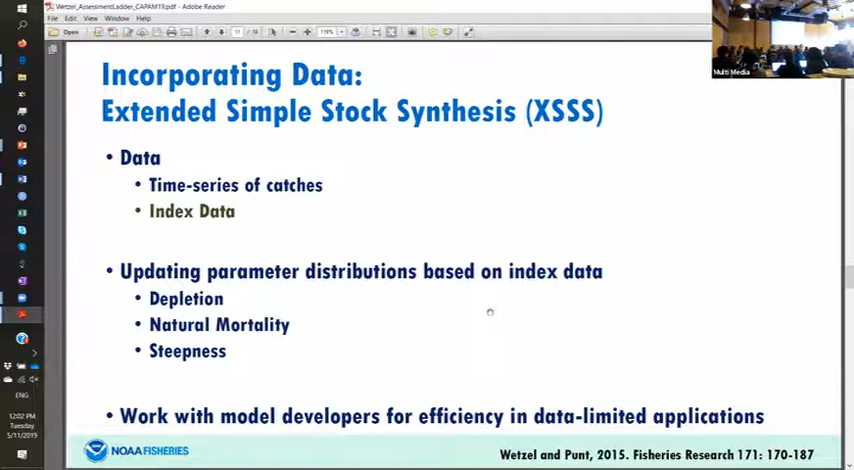 Wetzel_AssessmentLadder_CAPAM19.pdf - Adobe Reader
File Edit View Window Help
Open
11
119%
Multi Media
Incorporating Data:
Extended Simple Stock Synthesis (XSSS)
• Data
• Time-series of catches
• Index Data
• Updating parameter distributions based on index data
• Depletion
• Natural Mortality
• Steepness
• Work with model developers for efficiency in data-limited applications
NOAA FISHERIES
Wetzel and Punt, 2015. Fisheries Research 171: 170-187
ENG
12:02 PM
Tuesday
5/11/2019